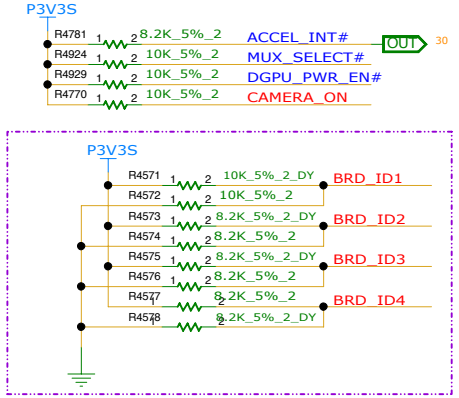 P3V3S
R4781 1 2 8.2K_5%_2 ACCEL_INT# OUT 30
R4924 1 2 10K_5%_2 MUX_SELECT#
R4929 1 2 10K_5%_2 DGPU_PWR_EN#
R4770 1 2 10K_5%_2 CAMERA_ON
P3V3S
R4571 1 2 10K_5%_2_DY BRD_ID1
R4572 1 2 10K_5%_2
R4573 1 2 8.2K_5%_2_DY BRD_ID2
R4574 1 2 8.2K_5%_2
R4575 1 2 8.2K_5%_2_DY BRD_ID3
R4576 1 2 8.2K_5%_2
R4577 1 2 8.2K_5%_2 BRD_ID4
R4578 1 2 8.2K_5%_2_DY